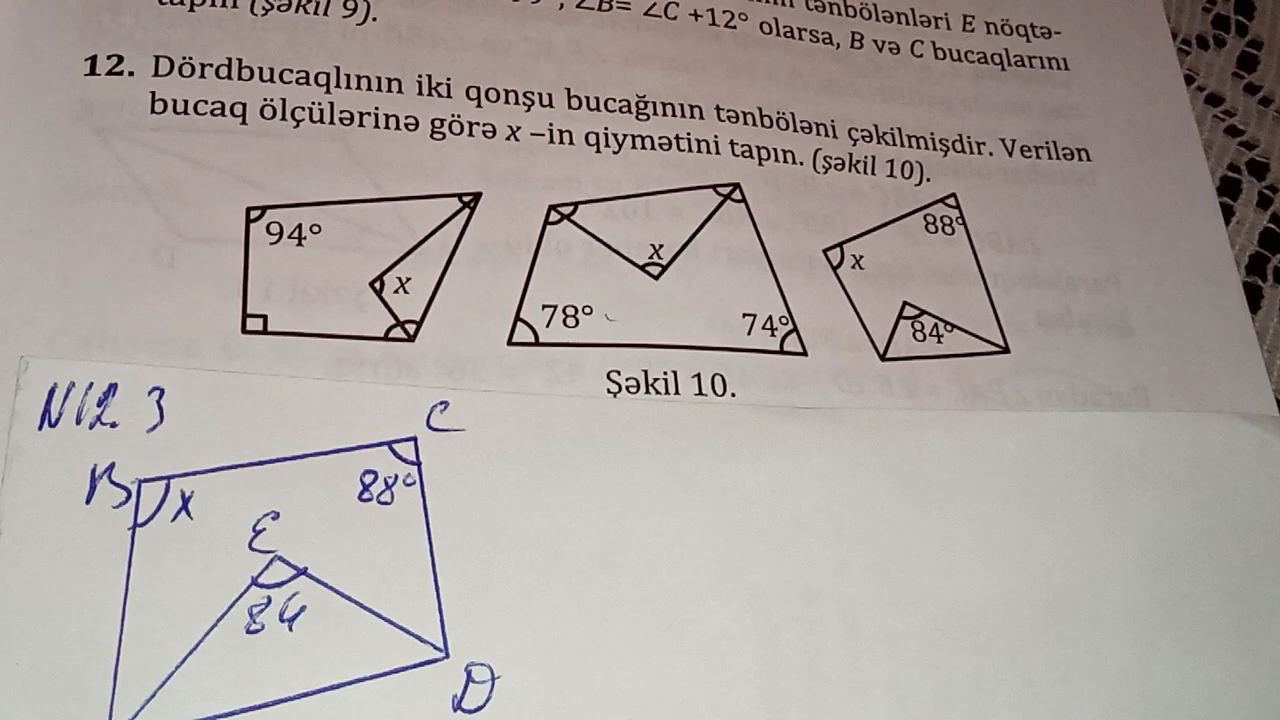 (şəkil 9).
∠B= ∠C +12° olarsa, B və C bucaqlarını
tənbölənləri E nöqtə-
12. Dördbucaqlının iki qonşu bucağının tənböləni çəkilmişdir. Verilən
bucaq ölçülərinə görə x –in qiymətini tapın. (şəkil 10).
94°
x
x
78°
74°
88°
x
84°
Şəkil 10.
N12. 3
C
B
x
88°
E
84
D